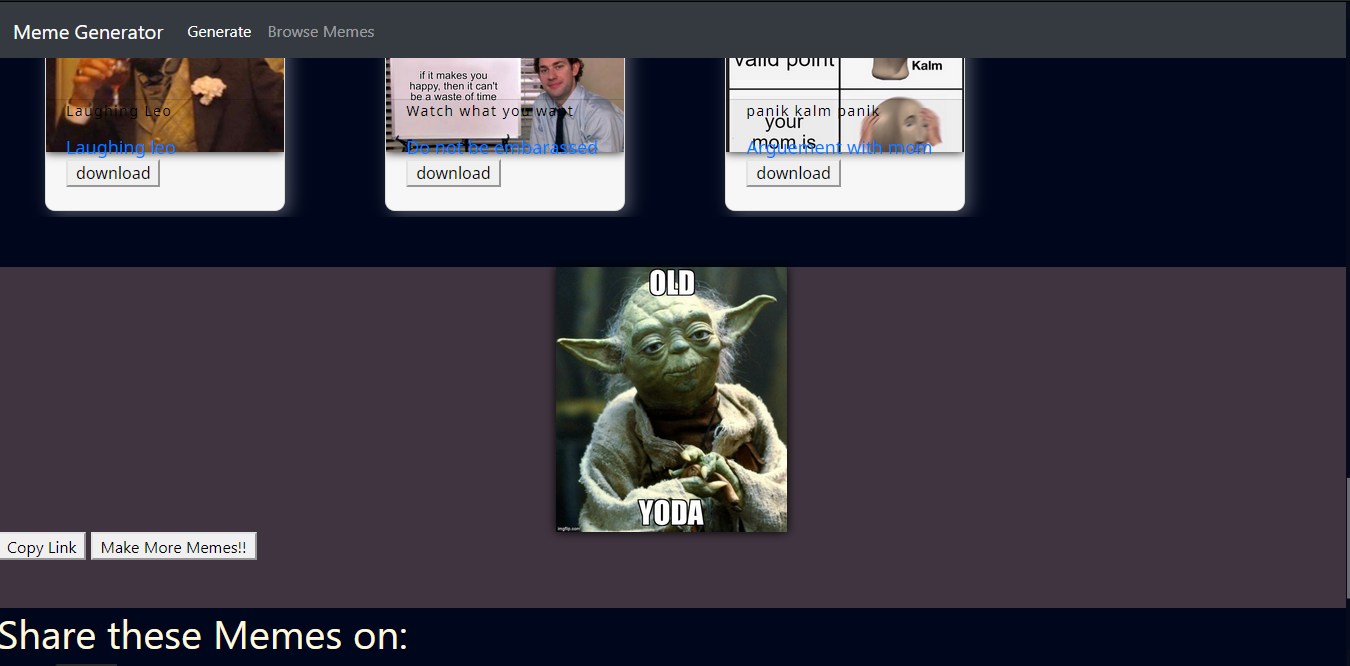 Meme Generator Generate Browse Memes
if it makes you
happy, then it can't
be a waste of time
valid point
Kalm
Laughing Leo
Watch what you want
panik kalm panik
your
mom is
Laughing leo
Do not be embarassed
Arguement with mom
download
download
download
OLD
YODA
imgflip.com
Copy Link Make More Memes!!
Share these Memes on: